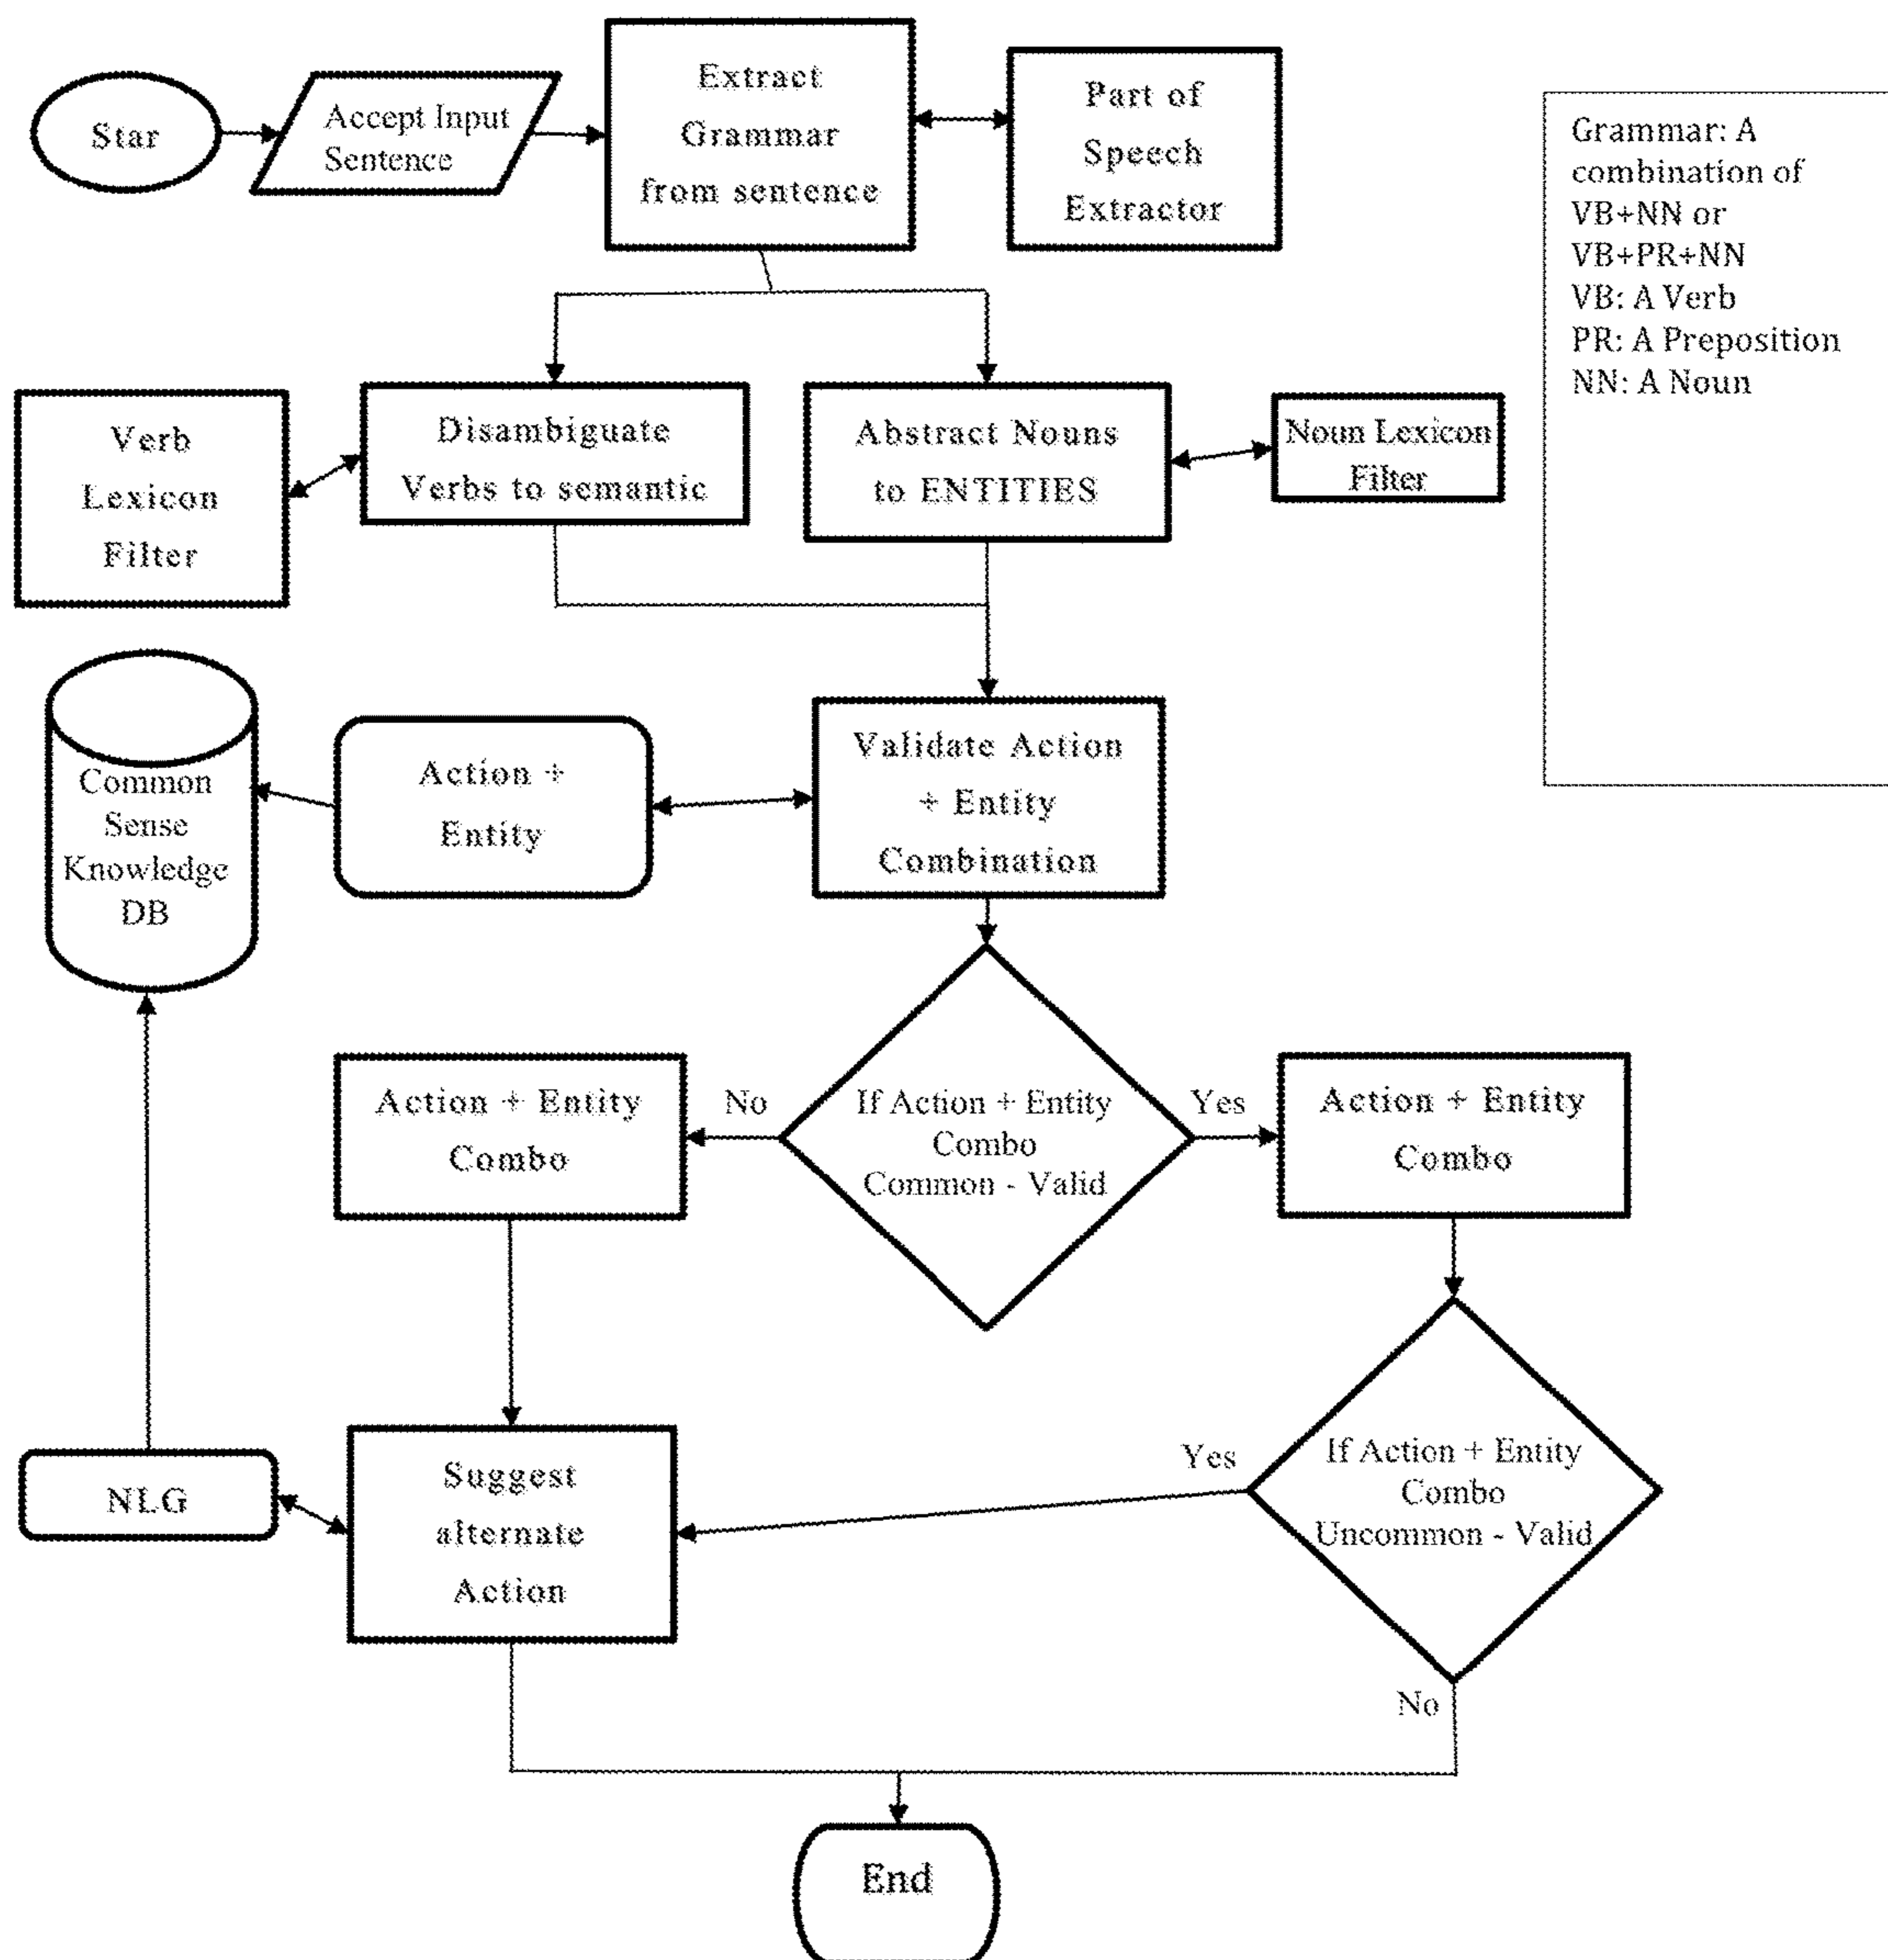 Star
Accept Input
Sentence
Extract
Grammar
from sentence
Part of
Speech
Extractor
Grammar: A
combination of
VB+NN or
VB+PR+NN
VB: A Verb
PR: A Preposition
NN: A Noun
Verb
Lexicon
Filter
Disambiguate
Verbs to semantic
Abstract Nouns
to ENTITIES
Noun Lexicon
Filter
Common
Sense
Knowledge
DB
Action +
Entity
Validate Action
+ Entity
Combination
Action + Entity
Combo
No
If Action + Entity
Combo
Common - Valid
Yes
Action + Entity
Combo
NLG
Suggest
alternate
Action
Yes
If Action + Entity
Combo
Uncommon - Valid
No
End